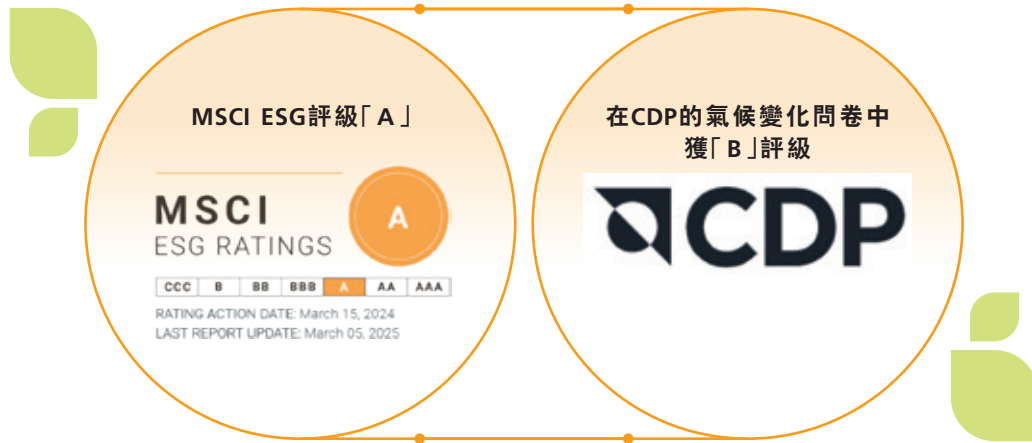 MSCI ESG評級「A」
MSCI
ESG RATINGS
A
CCC B BB BBB A AA AAA
RATING ACTION DATE: March 15, 2024
LAST REPORT UPDATE: March 05, 2025
在CDP的氣候變化問卷中
獲「B」評級
CDP